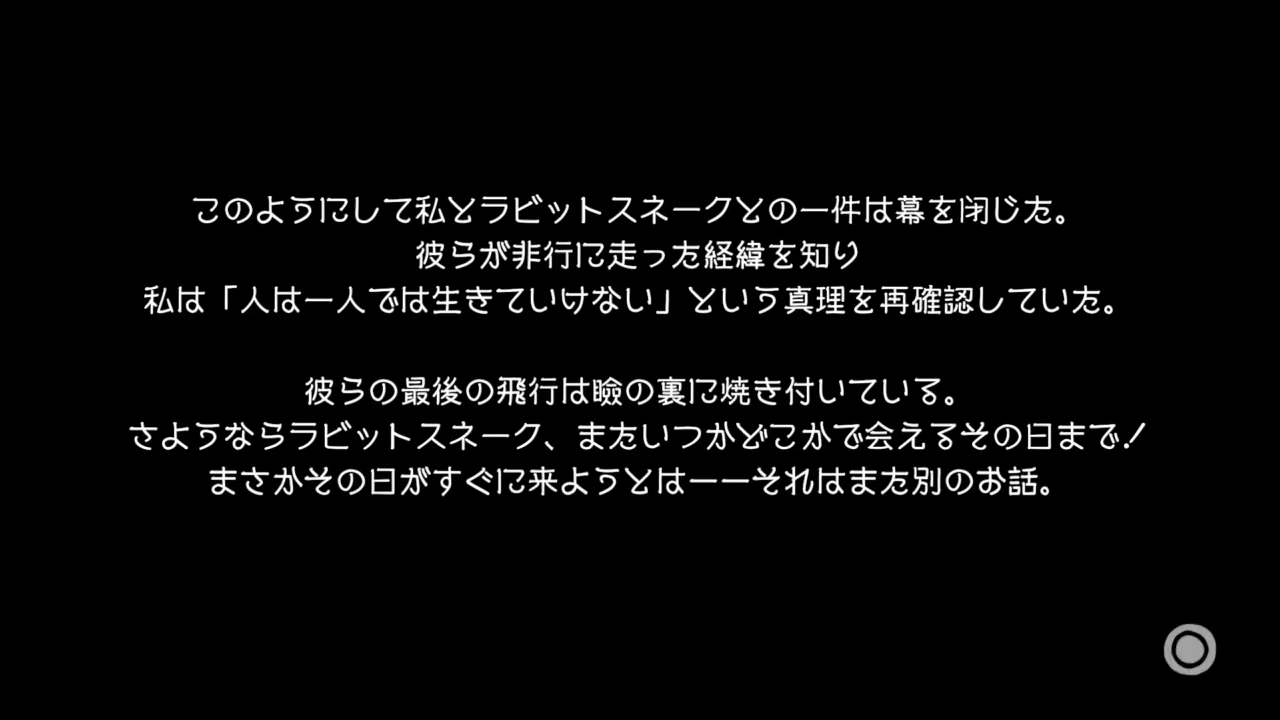 このようにして私とラビットスネークとの一件は幕を閉じた。
彼らが非行に走った経緯を知り
私は「人は一人では生きていけない」という真理を再確認していた。
彼らの最後の飛行は瞼の裏に焼き付いている。
さようならラビットスネーク、またいつかどこかで会えるその日まで！
まさかその日がすぐに来ようとはーーそれはまた別のお話。